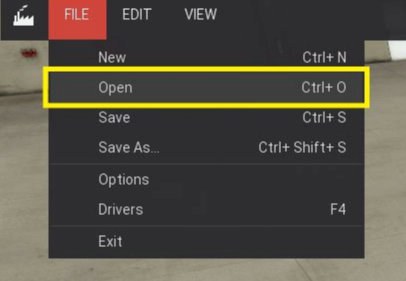 FILE EDIT VIEW
New Ctrl+ N
Open Ctrl+ O
Save Ctrl+ S
Save As... Ctrl+ Shift+ S
Options
Drivers F4
Exit